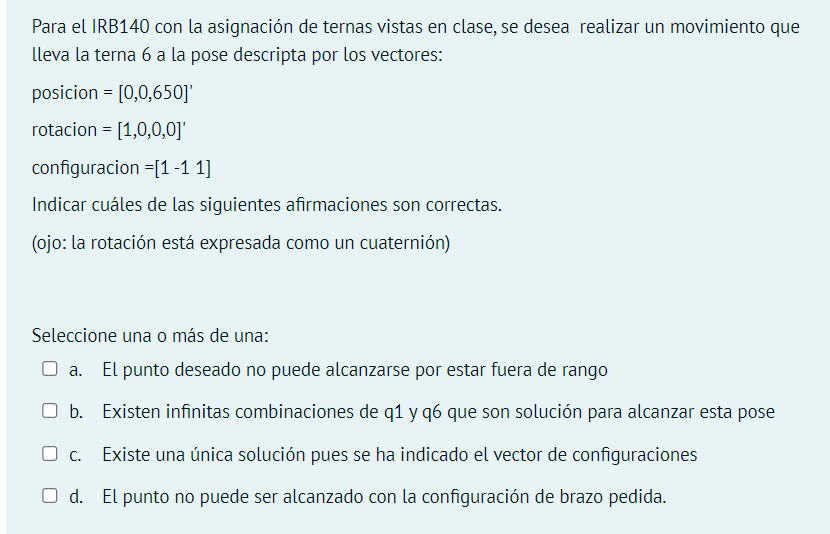 Para el IRB140 con la asignación de ternas vistas en clase, se desea realizar un movimiento que
lleva la terna 6 a la pose descripta por los vectores:
posicion = [0,0,650]'
rotacion = [1,0,0,0]'
configuracion =[1 -1 1]
Indicar cuáles de las siguientes afirmaciones son correctas.
(ojo: la rotación está expresada como un cuaternión)
Seleccione una o más de una:
a. El punto deseado no puede alcanzarse por estar fuera de rango
b. Existen infinitas combinaciones de q1 y q6 que son solución para alcanzar esta pose
c. Existe una única solución pues se ha indicado el vector de configuraciones
d. El punto no puede ser alcanzado con la configuración de brazo pedida.